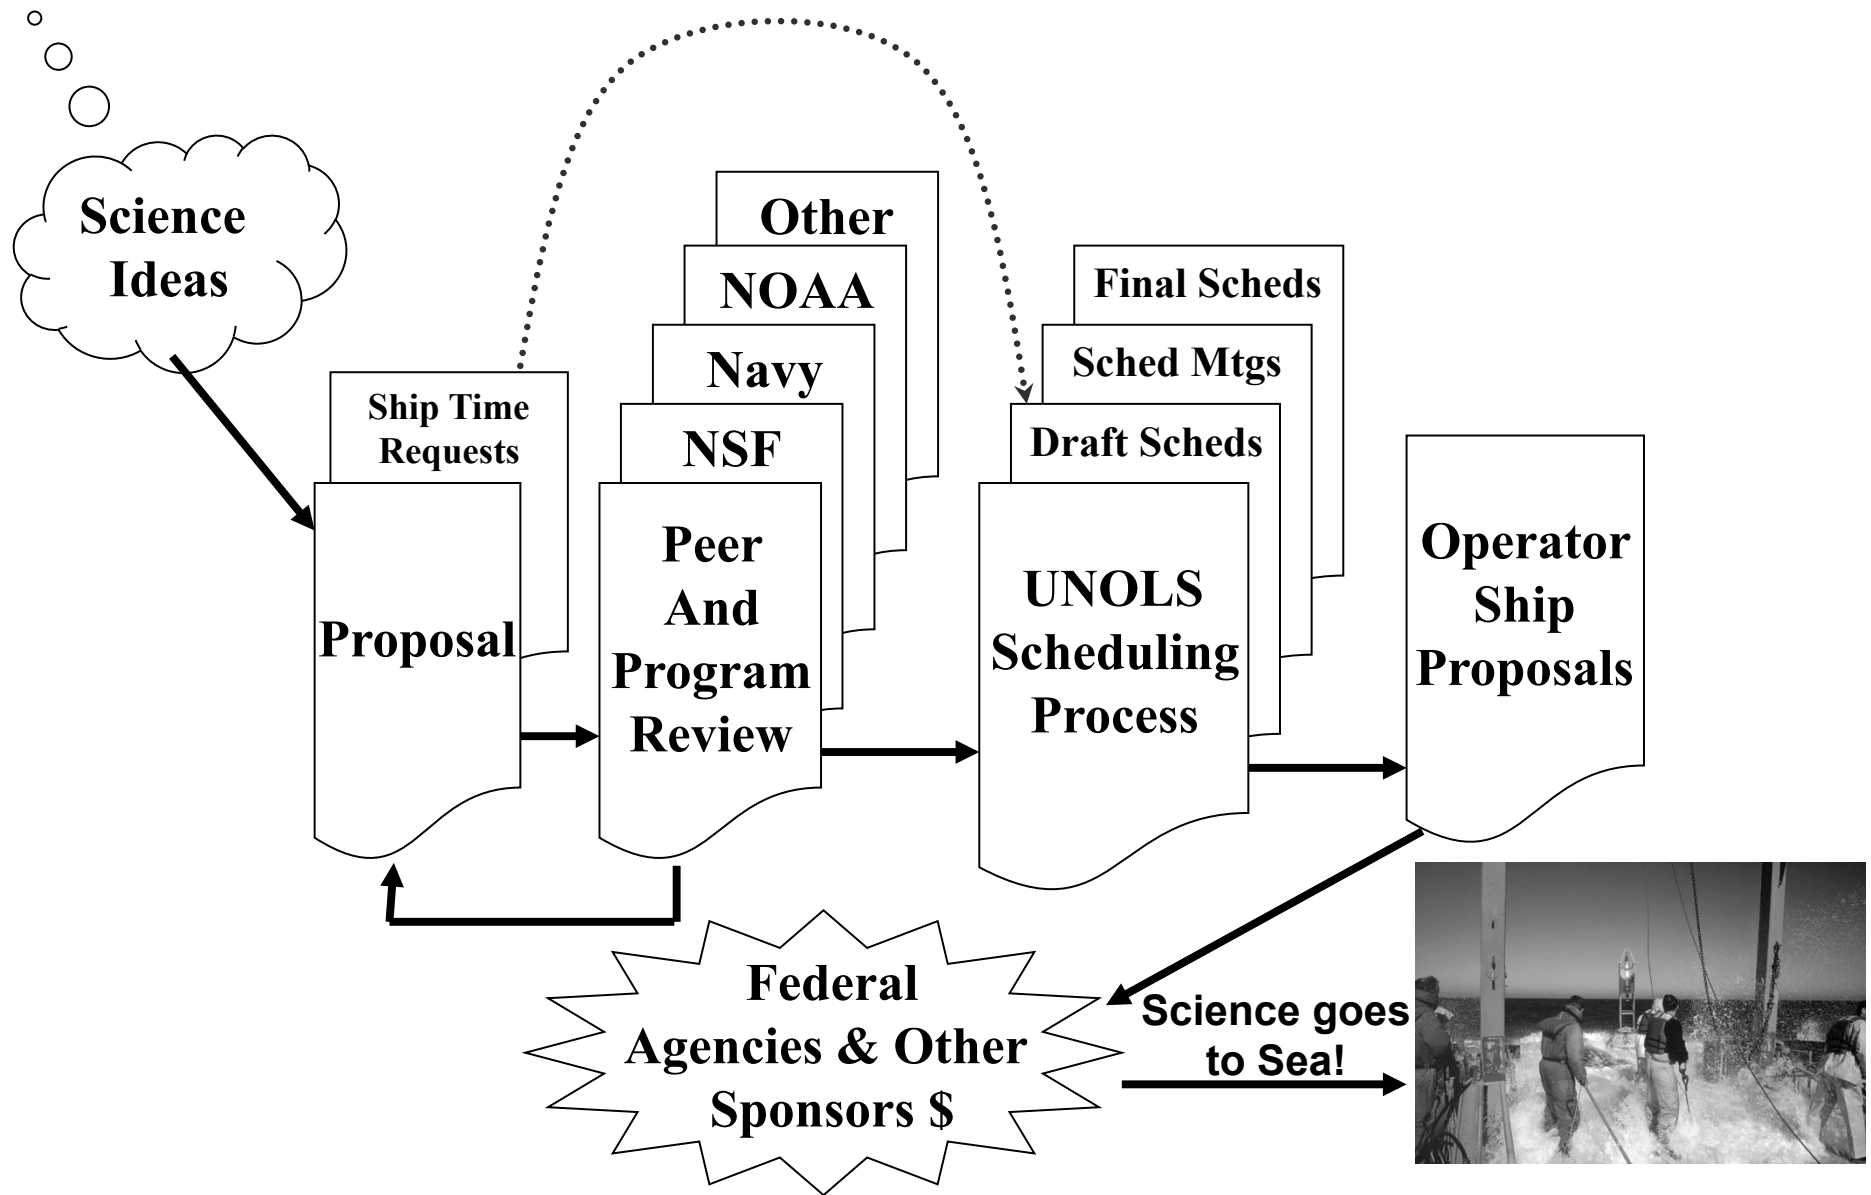 Science
Ideas
Ship Time
Requests
Proposal
Other
NOAA
Navy
NSF
Peer
And
Program
Review
Final Scheds
Sched Mtgs
Draft Scheds
UNOLS
Scheduling
Process
Operator
Ship
Proposals
Federal
Agencies & Other
Sponsors $
Science goes
to Sea!